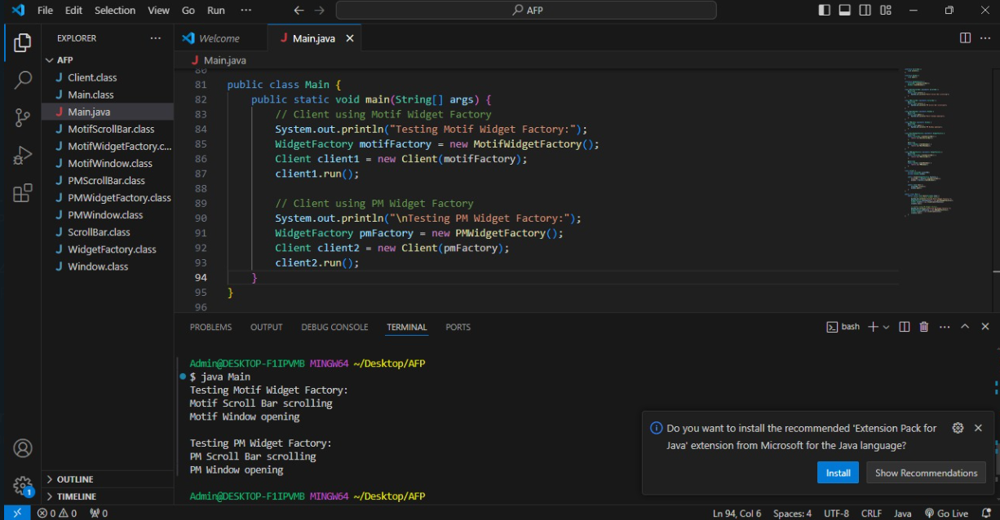 File Edit Selection View Go Run ···
AFP
EXPLORER ···
AFP
Client.class
Main.class
Main.java
MotifScrollBar.class
MotifWidgetFactory.c...
MotifWindow.class
PMScrollBar.class
PMWidgetFactory.class
PMWindow.class
ScrollBar.class
WidgetFactory.class
Window.class
OUTLINE
TIMELINE
Welcome
Main.java
Main.java
80
81 public class Main {
82 public static void main(String[] args) {
83 // Client using Motif Widget Factory
84 System.out.println("Testing Motif Widget Factory:");
85 WidgetFactory motifFactory = new MotifWidgetFactory();
86 Client client1 = new Client(motifFactory);
87 client1.run();
88
89 // Client using PM Widget Factory
90 System.out.println("\nTesting PM Widget Factory:");
91 WidgetFactory pmFactory = new PMWidgetFactory();
92 Client client2 = new Client(pmFactory);
93 client2.run();
94 }
95 }
96
PROBLEMS OUTPUT DEBUG CONSOLE TERMINAL PORTS
bash
Admin@DESKTOP-F1IPVMB MINGW64 ~/Desktop/AFP
$ java Main
Testing Motif Widget Factory:
Motif Scroll Bar scrolling
Motif Window opening
Testing PM Widget Factory:
PM Scroll Bar scrolling
PM Window opening
Admin@DESKTOP-F1IPVMB MINGW64 ~/Desktop/AFP
Do you want to install the recommended 'Extension Pack for
Java' extension from Microsoft for the Java language?
Install Show Recommendations
1
0 0 0
Ln 94, Col 6 Spaces: 4 UTF-8 CRLF Java Go Live